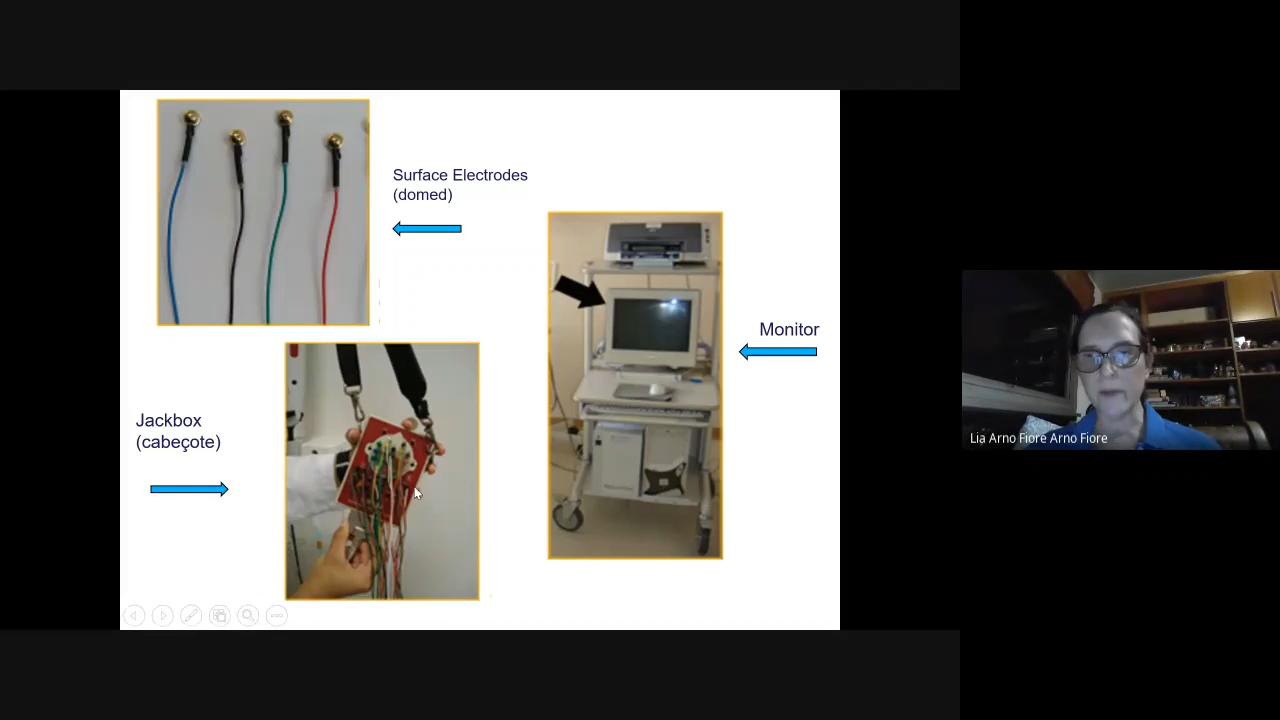 Surface Electrodes
(domed)
Monitor
Jackbox
(cabeçote)
Lia Arno Fiore Arno Fiore